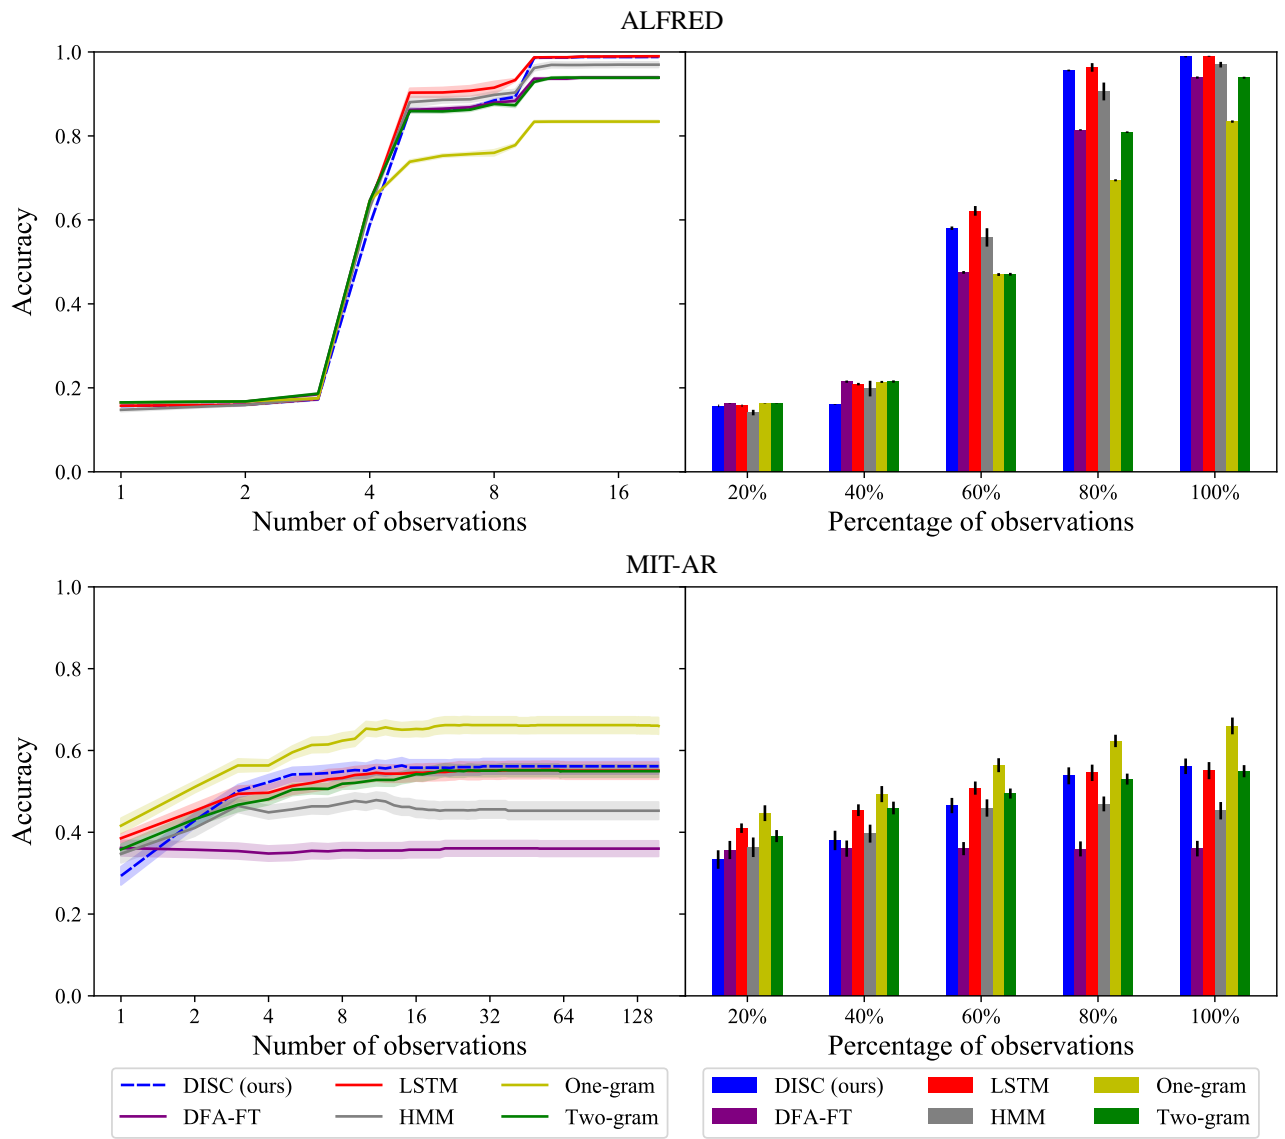 ALFRED
1.0
0.8
0.6
0.4
0.2
0.0
Accuracy
1 2 4 8 16
Number of observations
20% 40% 60% 80% 100%
Percentage of observations
MIT-AR
1.0
0.8
0.6
0.4
0.2
0.0
Accuracy
1 2 4 8 16 32 64 128
Number of observations
20% 40% 60% 80% 100%
Percentage of observations
DISC (ours) LSTM One-gram
DFA-FT HMM Two-gram
DISC (ours) LSTM One-gram
DFA-FT HMM Two-gram